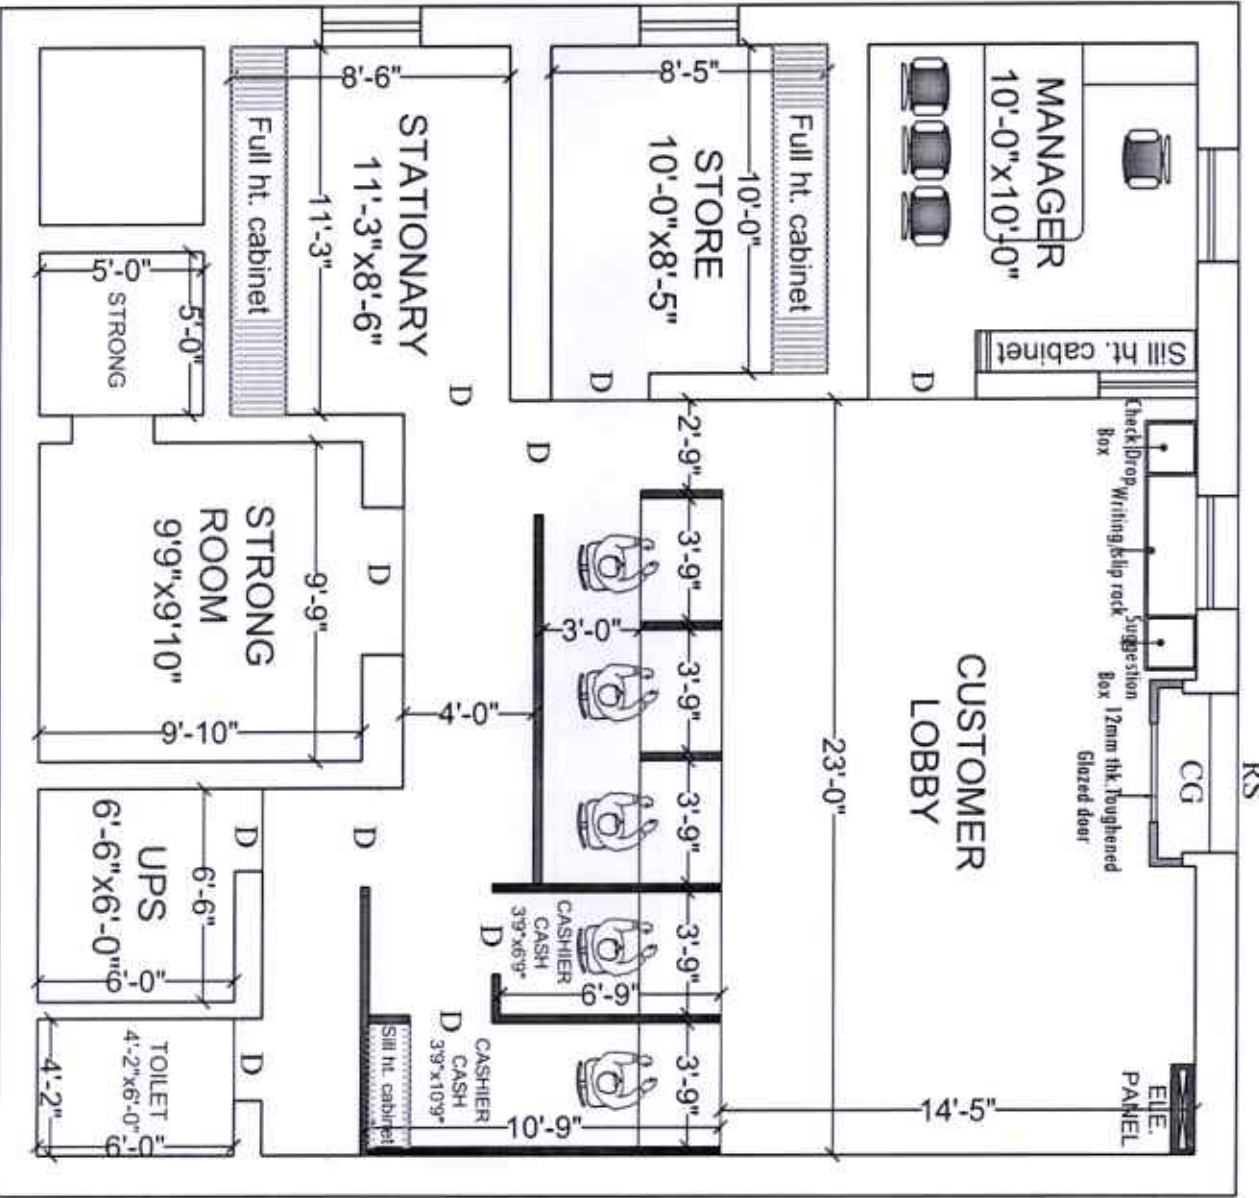 MANAGER
10'-0"x10'-0"
Sill ht. cabinet
D
Full ht. cabinet
8'-5"
10'-0"
STORE
10'-0"x8'-5"
D
8'-6"
STATIONARY
11'-3"x8'-6"
11'-3"
Full ht. cabinet
D
D
5'-0"
5'-0"
STRONG
STRONG
ROOM
9'9"x9'10"
9'-9"
9'-10"
D
4'-0"
3'-0"
2'-9"
3'-9"
3'-9"
3'-9"
3'-9"
3'-9"
23'-0"
CUSTOMER
LOBBY
Check Drop
Box
Writing/slip rack
Suggestion
Box
12mm thk.Toughened
Glazed door
CG
RS
ELE.
PANEL
14'-5"
CASHIER
CASH
3'9"x6'9"
6'-9"
D
CASHIER
CASH
3'9"x10'9"
10'-9"
D
Sill ht. cabinet
D
UPS
6'-6"x6'-0"
6'-6"
6'-0"
D
TOILET
4'-2"x6'-0"
4'-2"
6'-0"
D